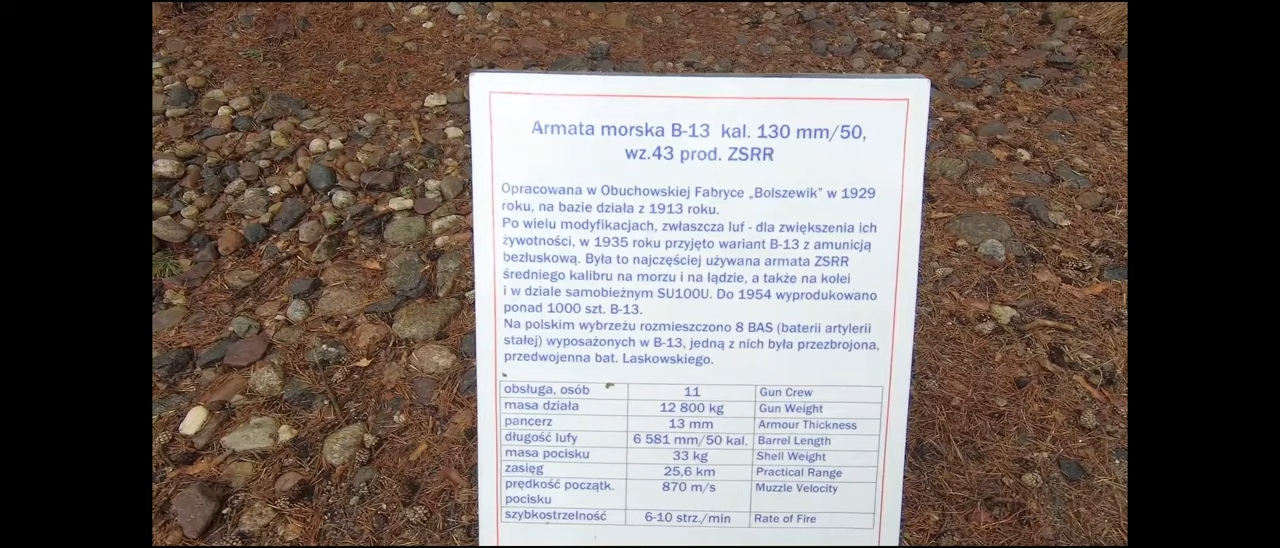 Armata morska B-13 kal. 130 mm/50,
wz.43 prod. ZSRR
Opracowana w Obuchowskiej Fabryce „Bolszewik” w 1929
roku, na bazie działa z 1913 roku.
Po wielu modyfikacjach, zwłaszcza luf - dla zwiększenia ich
żywotności, w 1935 roku przyjęto wariant B-13 z amunicją
bezłuskową. Była to najczęściej używana armata ZSRR
średniego kalibru na morzu i na lądzie, a także na kolei
i w dziale samobieżnym SU100U. Do 1954 wyprodukowano
ponad 1000 szt. B-13.
Na polskim wybrzeżu rozmieszczono 8 BAS (baterii artylerii
stałej) wyposażonych w B-13, jedną z nich była przezbrojona,
przedwojenna bat. Laskowskiego.
obsługa, osób 11 Gun Crew
masa działa 12 800 kg Gun Weight
pancerz 13 mm Armour Thickness
długość lufy 6 581 mm/50 kal. Barrel Length
masa pocisku 33 kg Shell Weight
zasięg 25,6 km Practical Range
prędkość początk. 870 m/s Muzzle Velocity
pocisku
szybkostrzelność 6-10 strz./min Rate of Fire